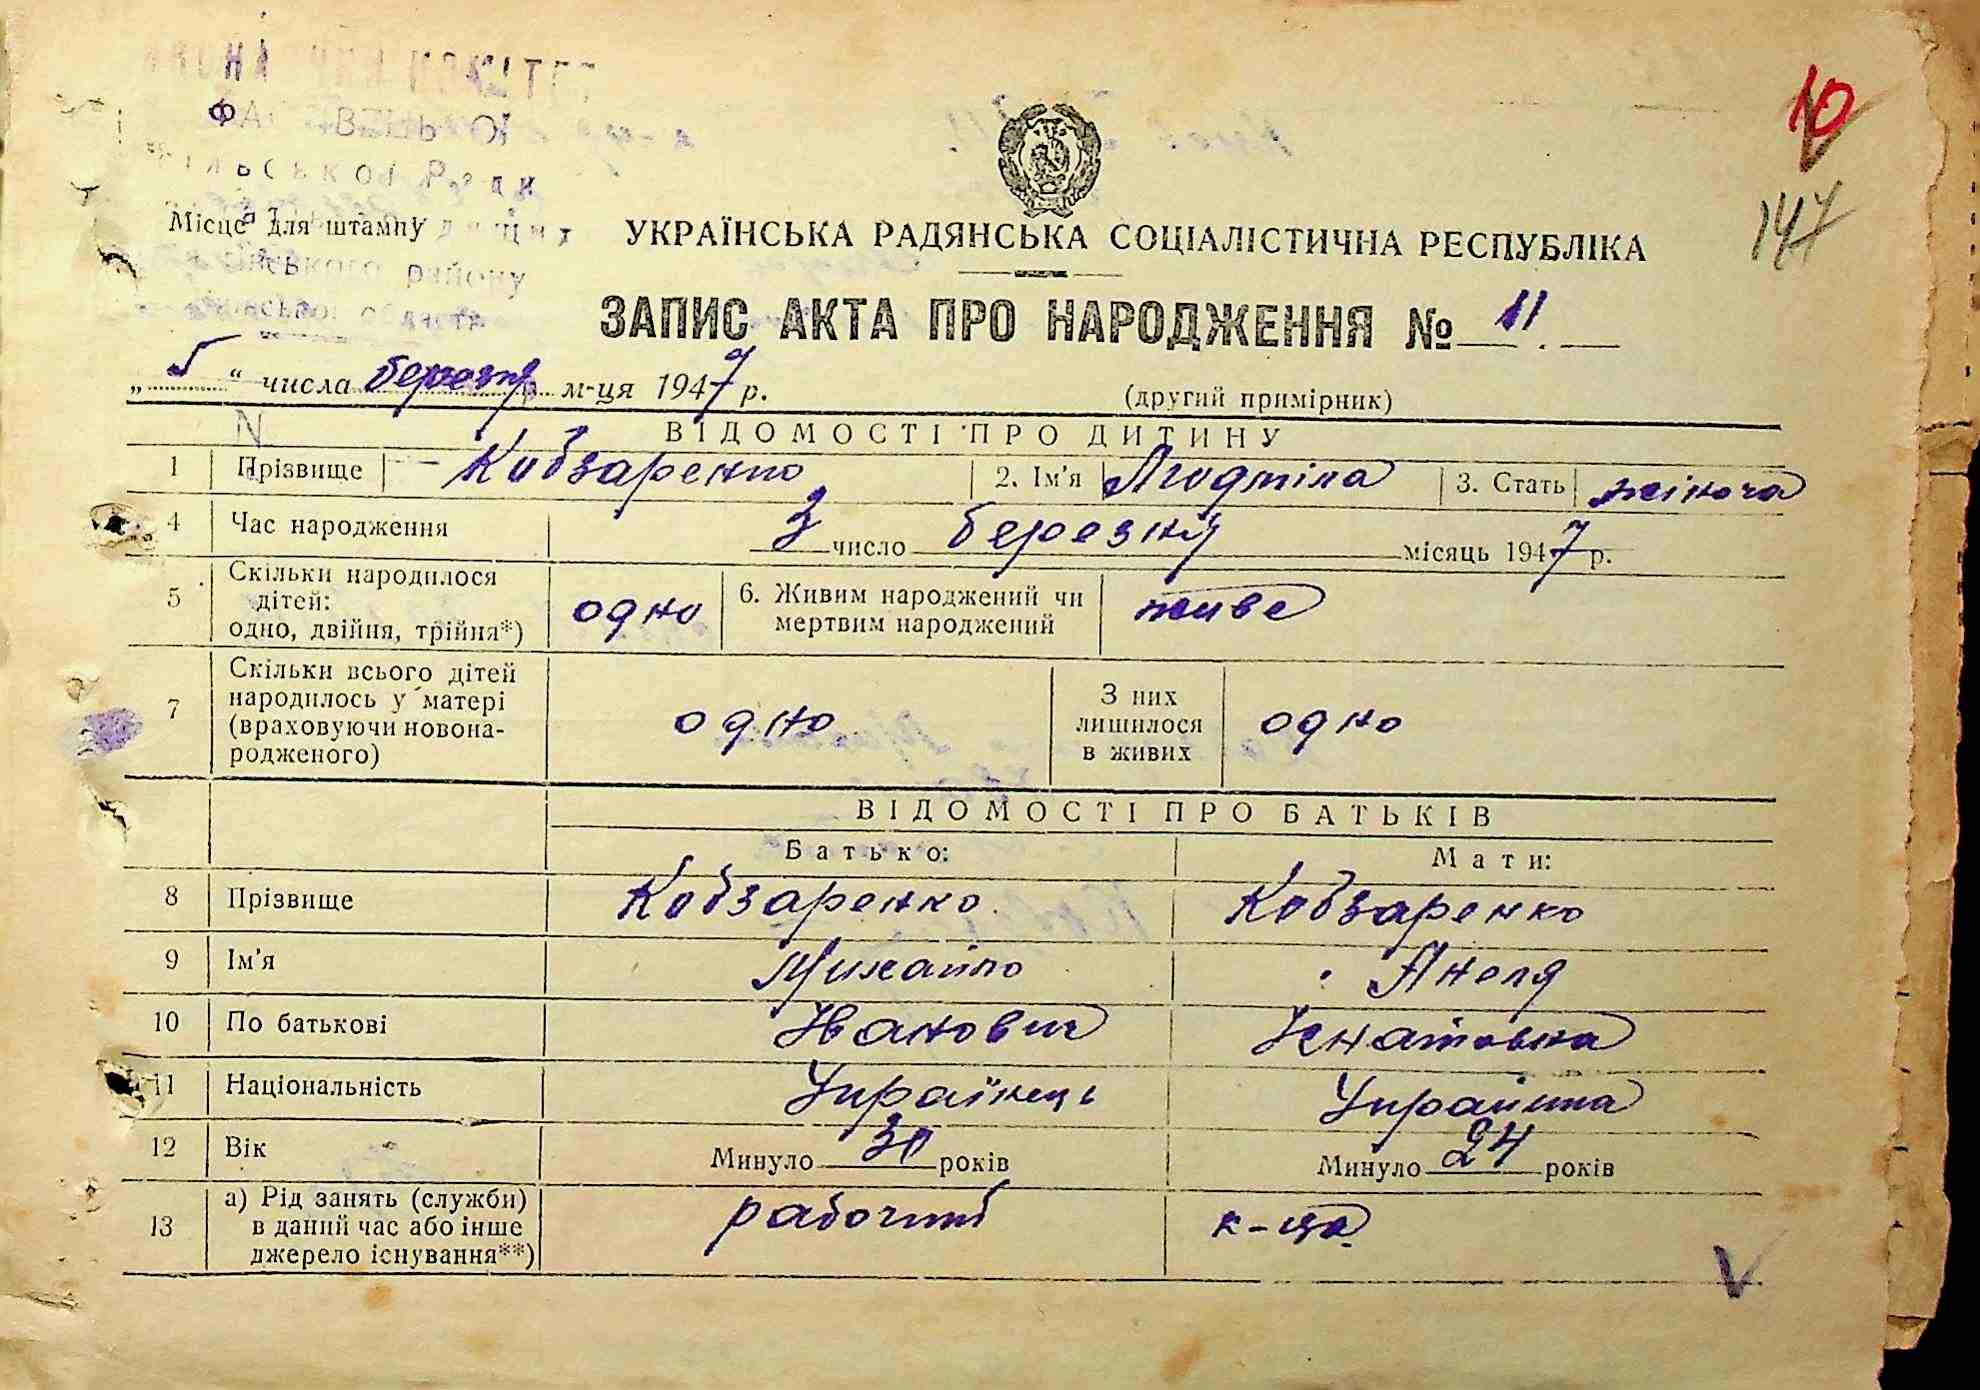 10
147
Місце для штампу
УКРАЇНСЬКА РАДЯНСЬКА СОЦІАЛІСТИЧНА РЕСПУБЛІКА
ЗАПИС АКТА ПРО НАРОДЖЕННЯ № 11
„5“ числа березня м-ця 1947 р.
(другий примірник)
ВІДОМОСТІ ПРО ДИТИНУ
1 Прізвище Кобзаренко 2. Ім'я Людміла 3. Стать жіноча
4 Час народження 3 число березня місяць 1947 р.
5 Скільки народилося дітей: одно, двійня, трійня*) одно 6. Живим народжений чи мертвим народжений живе
7 Скільки всього дітей народилось у матері (враховуючи новонародженого) одно З них лишилося в живих одно
ВІДОМОСТІ ПРО БАТЬКІВ
Батько: Мати:
8 Прізвище Кобзаренко Кобзаренко
9 Ім'я Михайло Анеля
10 По батькові Іванович Ігнатовна
11 Національність Українець Українка
12 Вік Минуло 30 років Минуло 24 років
13 а) Рід занять (служби) в даний час або інше джерело існування**) рабочий к-ця